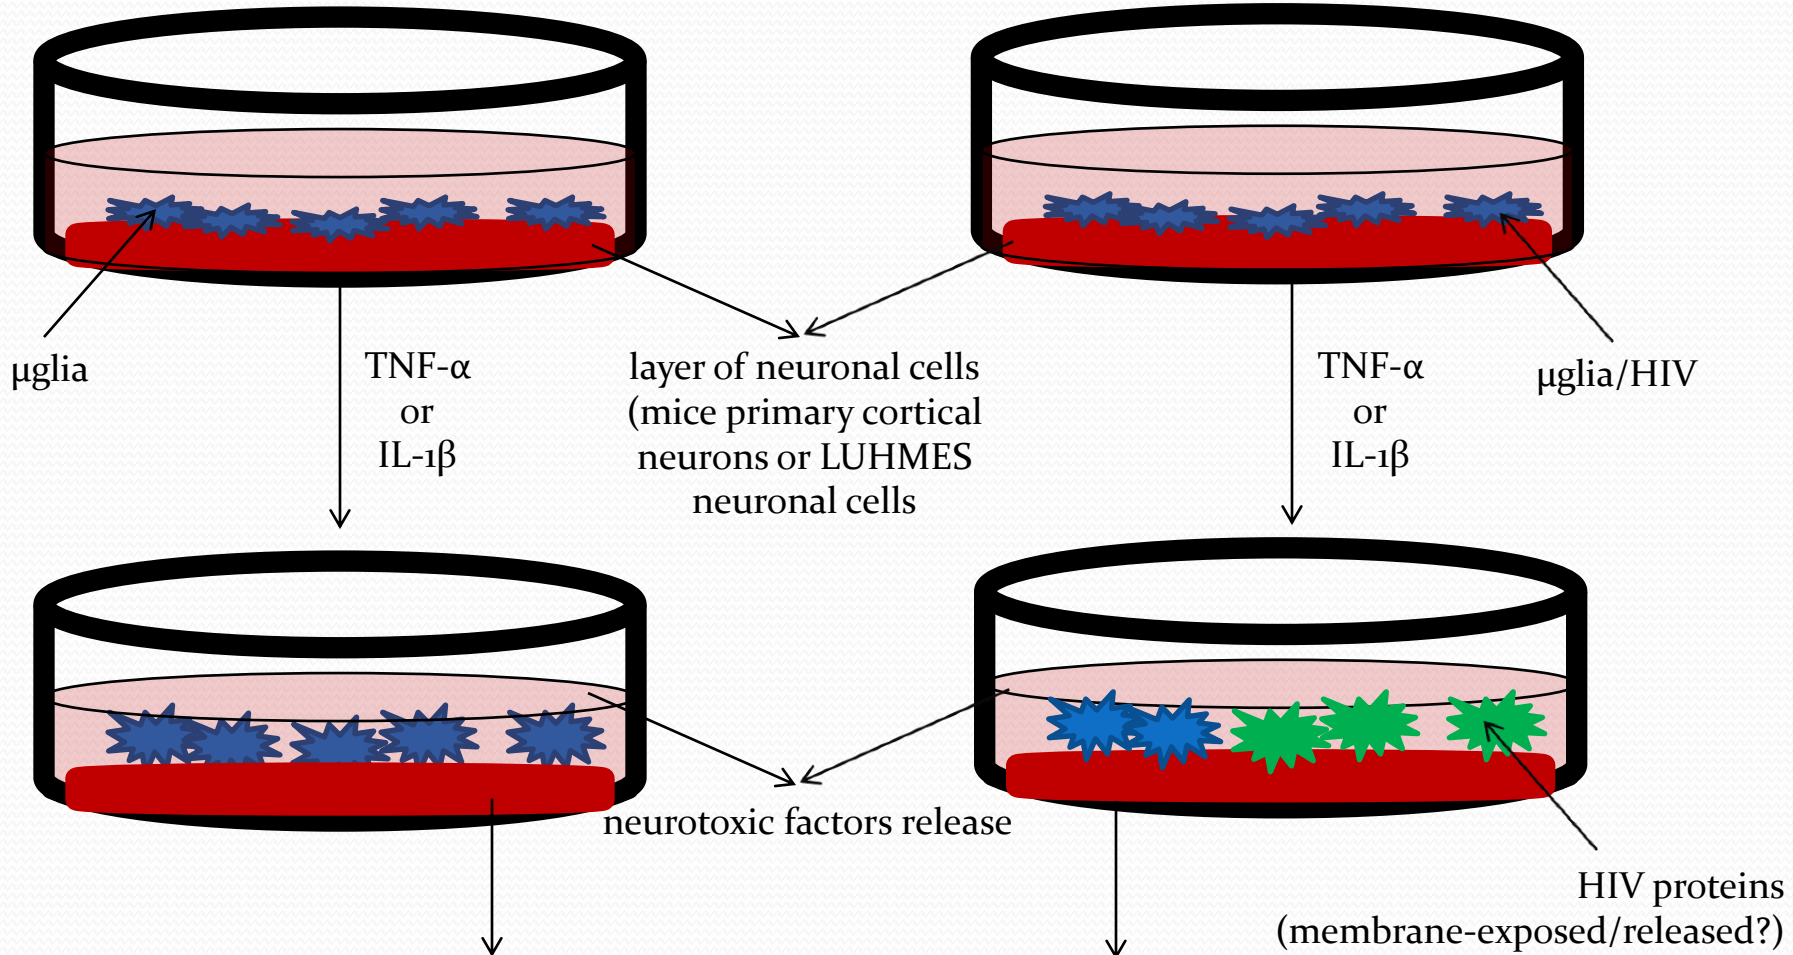 μglia
TNF-α
or
IL-1β
layer of neuronal cells
(mice primary cortical
neurons or LUHMES
neuronal cells
TNF-α
or
IL-1β
μglia/HIV
neurotoxic factors release
HIV proteins
(membrane-exposed/released?)